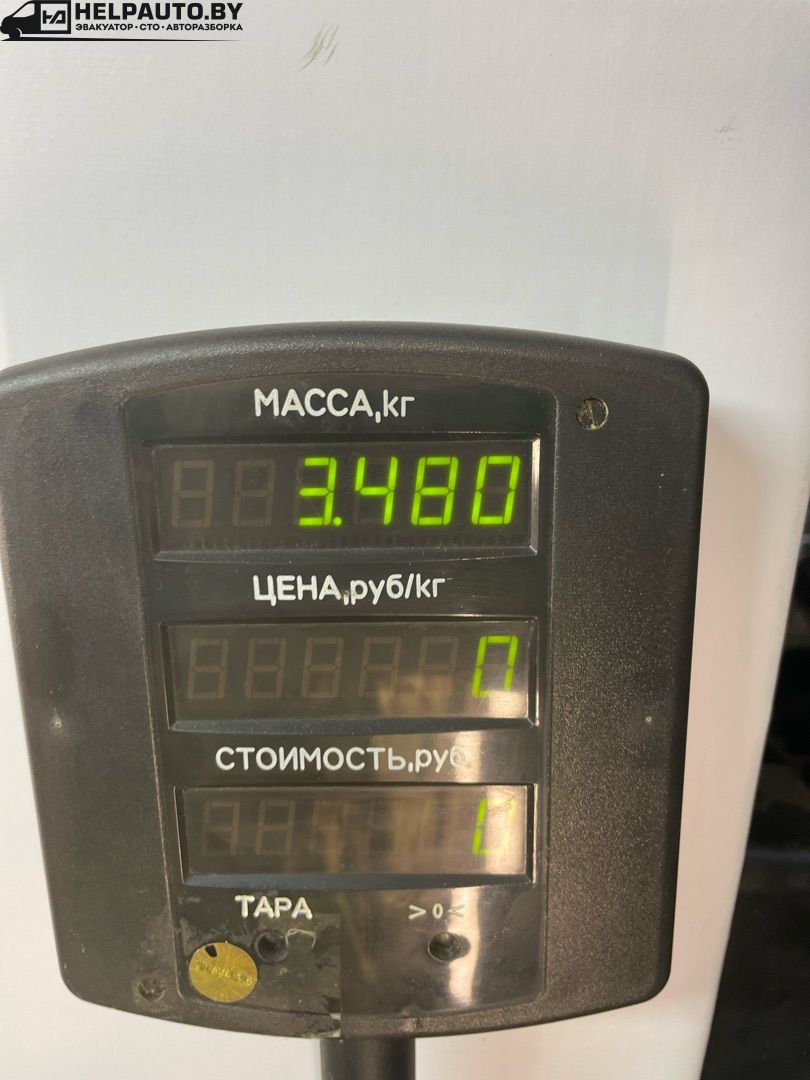 HELPAUTO.BY
ЭВАКУАТОР•СТО•АВТОРАЗБОРКА
МАССА,кг
3.480
ЦЕНА,руб/кг
0
СТОИМОСТЬ,руб
0
ТАРА >0<